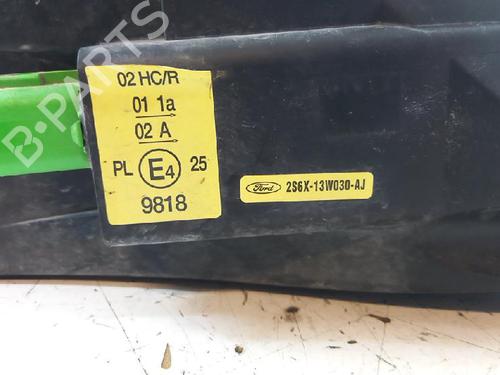 02 HC/R
01 1a
02 A
PL E4 25
9818
Ford 2S6X-13W030-AJ
B-PARTS